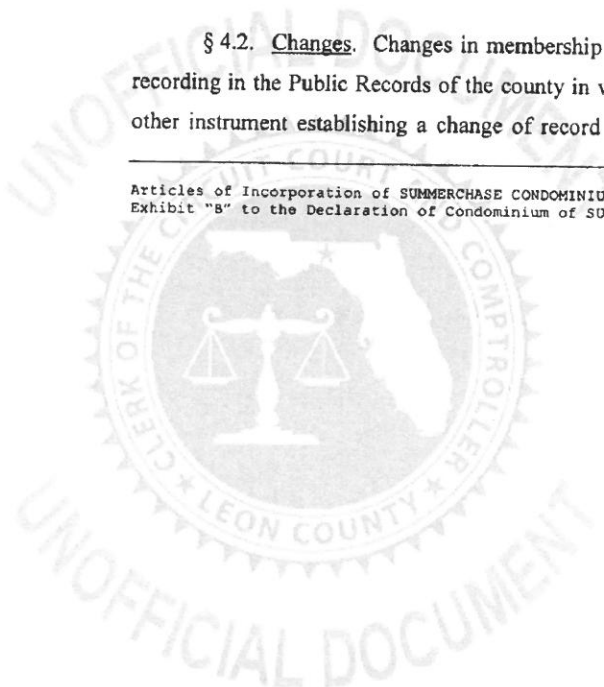 § 4.2. Changes. Changes in membership
recording in the Public Records of the county in
other instrument establishing a change of record
Articles of Incorporation of SUMMERCHASE
Exhibit "B" to the Declaration of Condominium of
UNOFFICIAL DOCUMENT
CLERK OF THE CIRCUIT COURT AND COMPTROLLER
LEON COUNTY
UNOFFICIAL DOCUMENT